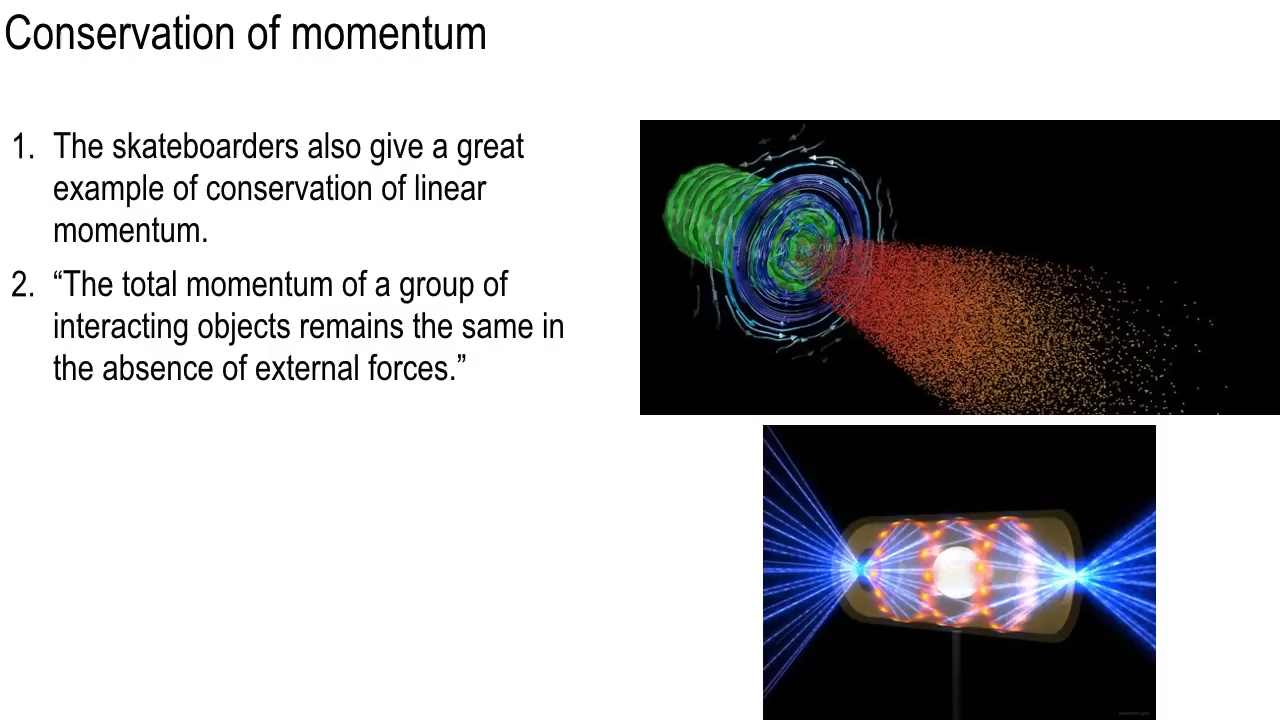 Conservation of momentum
1. The skateboarders also give a great
example of conservation of linear
momentum.
2. “The total momentum of a group of
interacting objects remains the same in
the absence of external forces.”